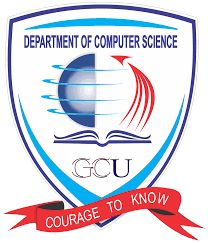 DEPARTMENT OF COMPUTER SCIENCE
GCU
COURAGE TO KNOW